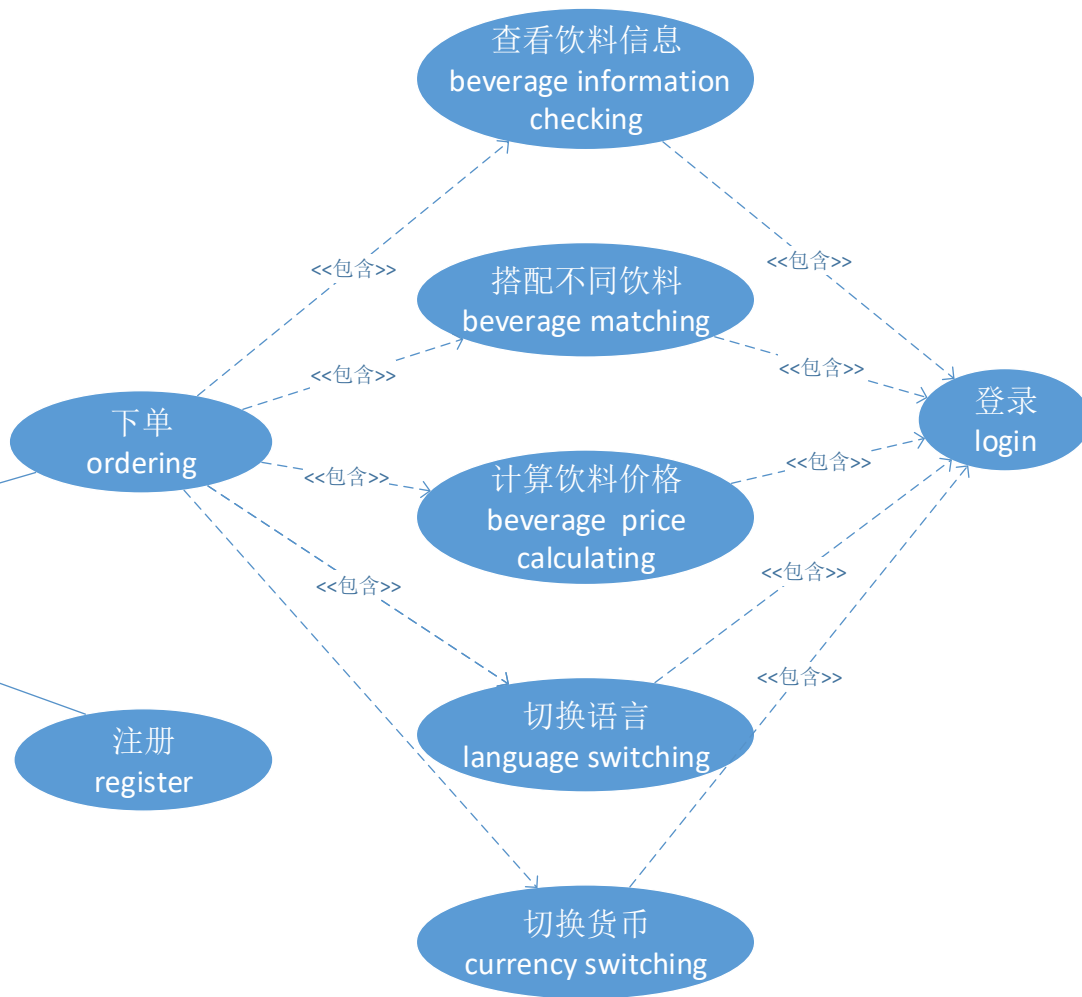 查看饮料信息
beverage information
checking
<<包含>>
<<包含>>
搭配不同饮料
beverage matching
<<包含>>
<<包含>>
下单
ordering
登录
login
<<包含>>
<<包含>>
计算饮料价格
beverage price
calculating
<<包含>>
<<包含>>
<<包含>>
切换语言
language switching
注册
register
切换货币
currency switching